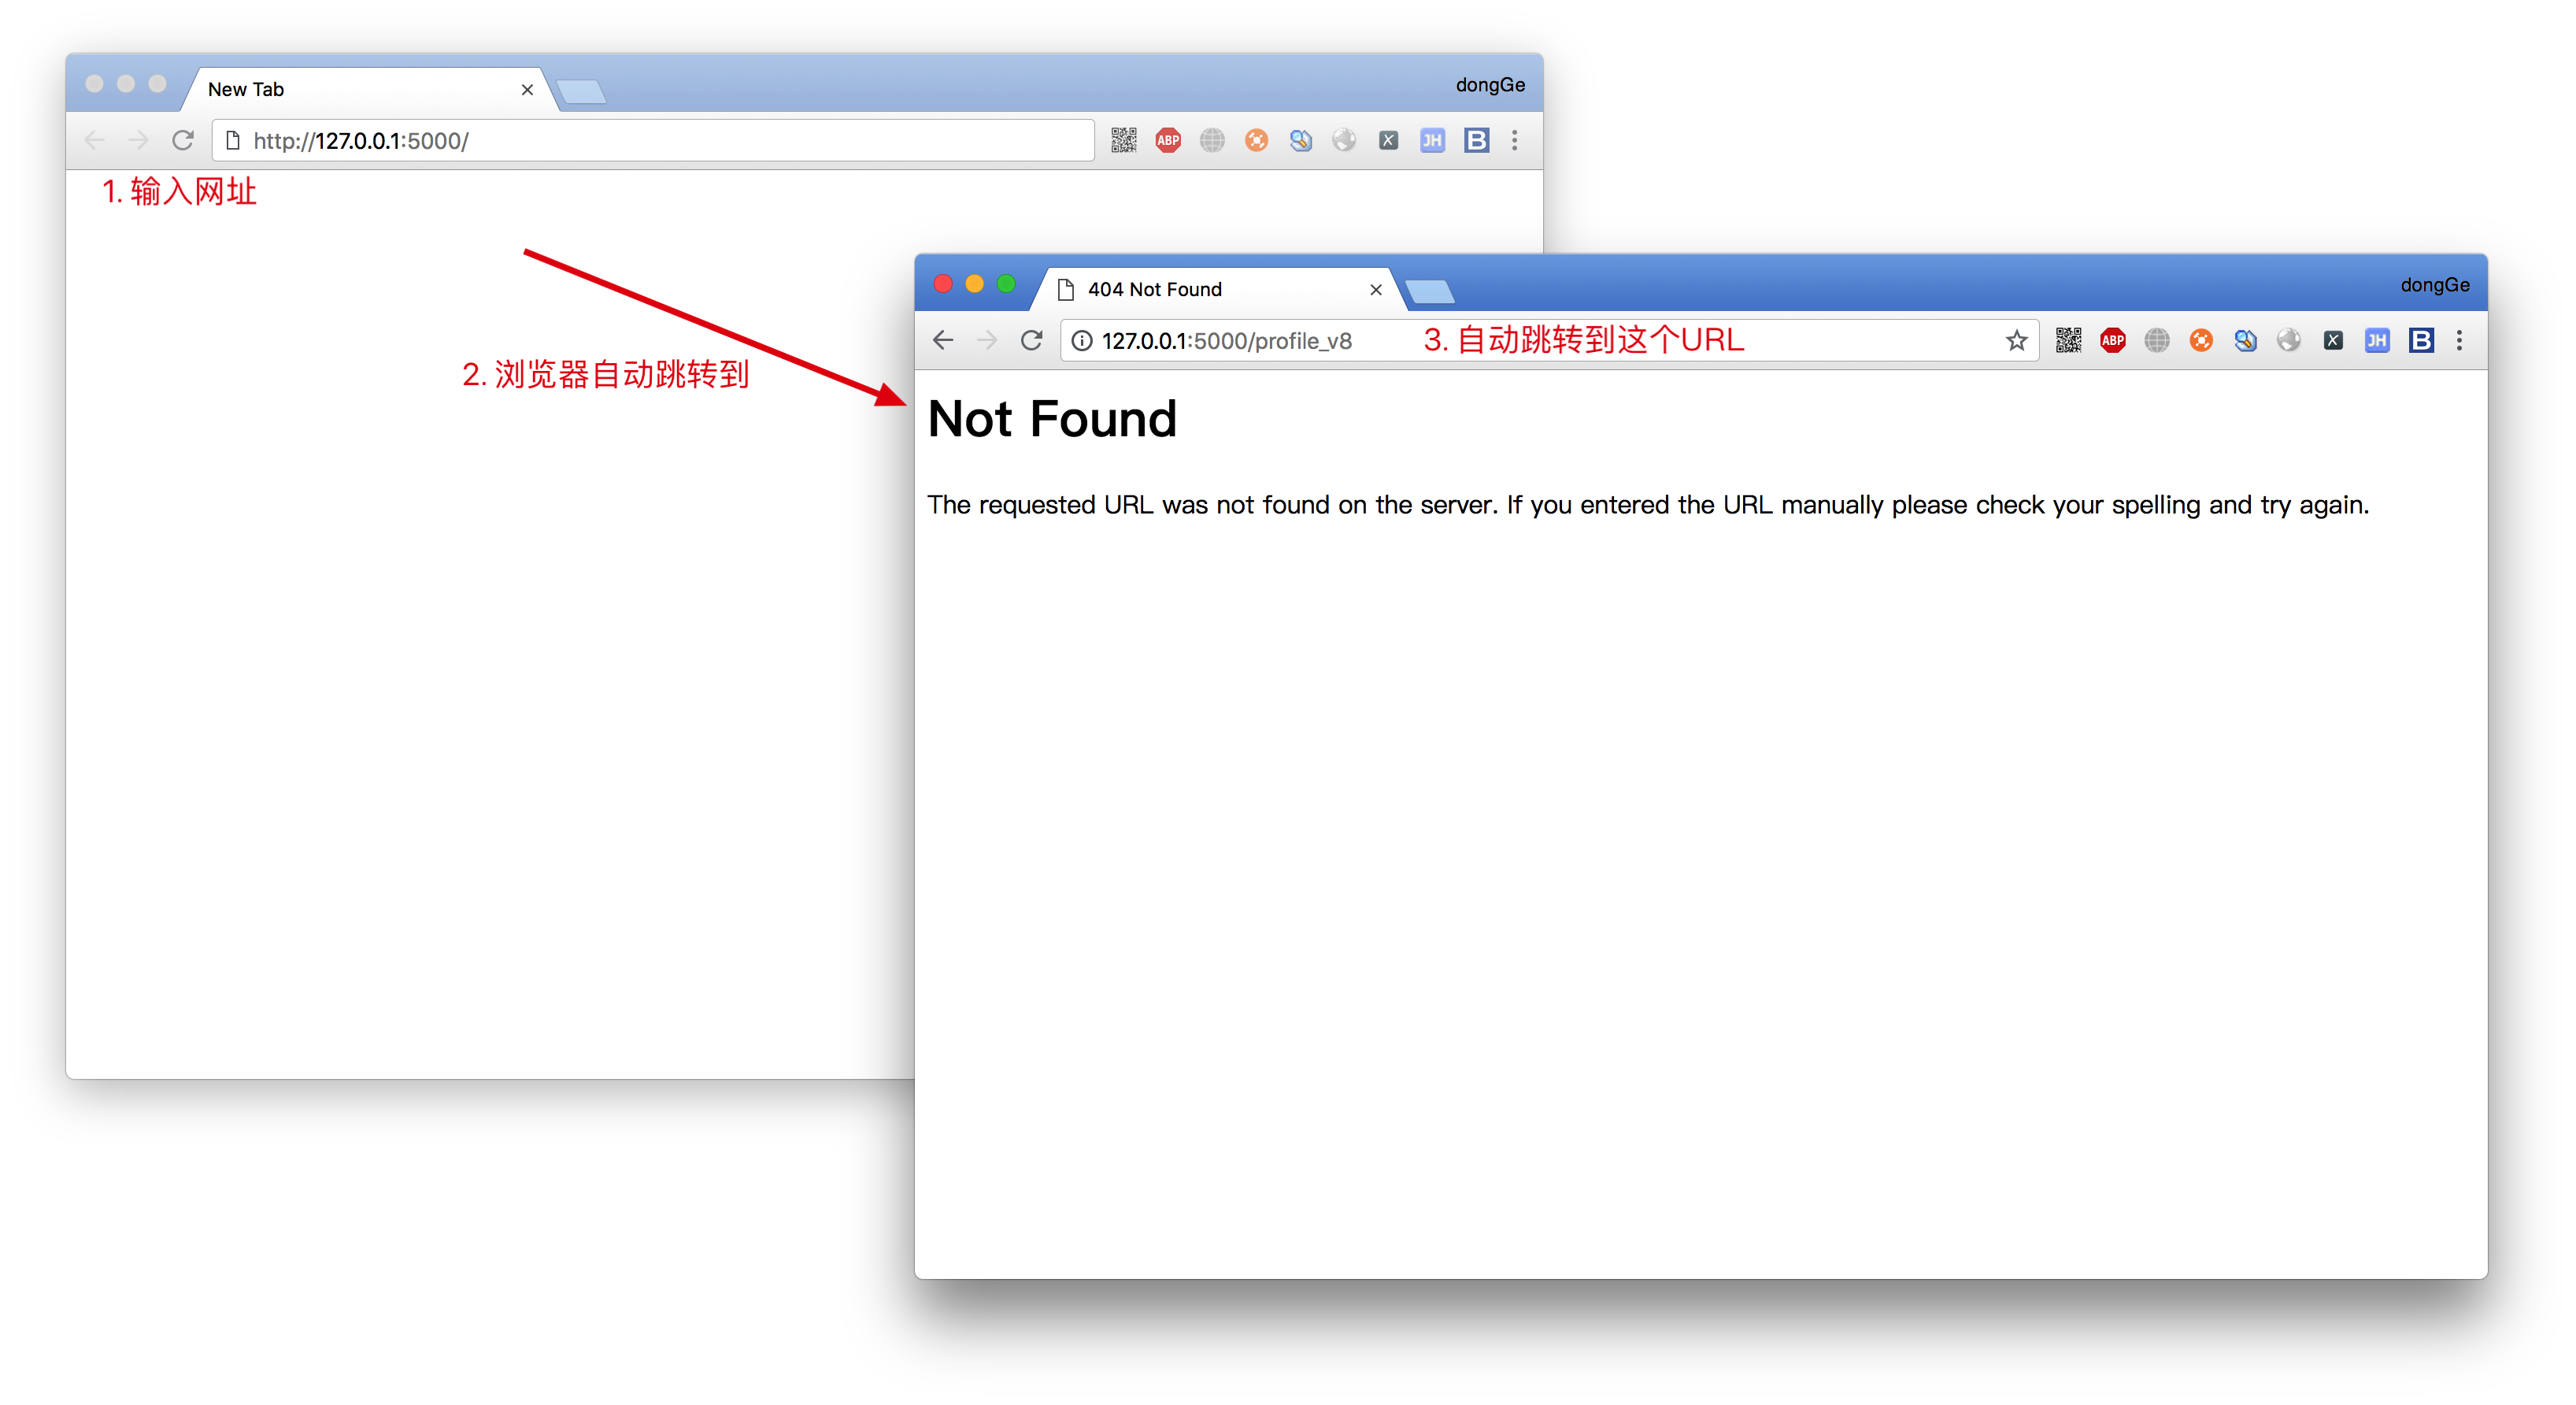 New Tab
dongGe
http://127.0.0.1:5000/
ABP
X
JH
B
1. 输入网址
2. 浏览器自动跳转到
404 Not Found
dongGe
127.0.0.1:5000/profile_v8
3. 自动跳转到这个URL
ABP
X
JH
B
Not Found
The requested URL was not found on the server. If you entered the URL manually please check your spelling and try again.